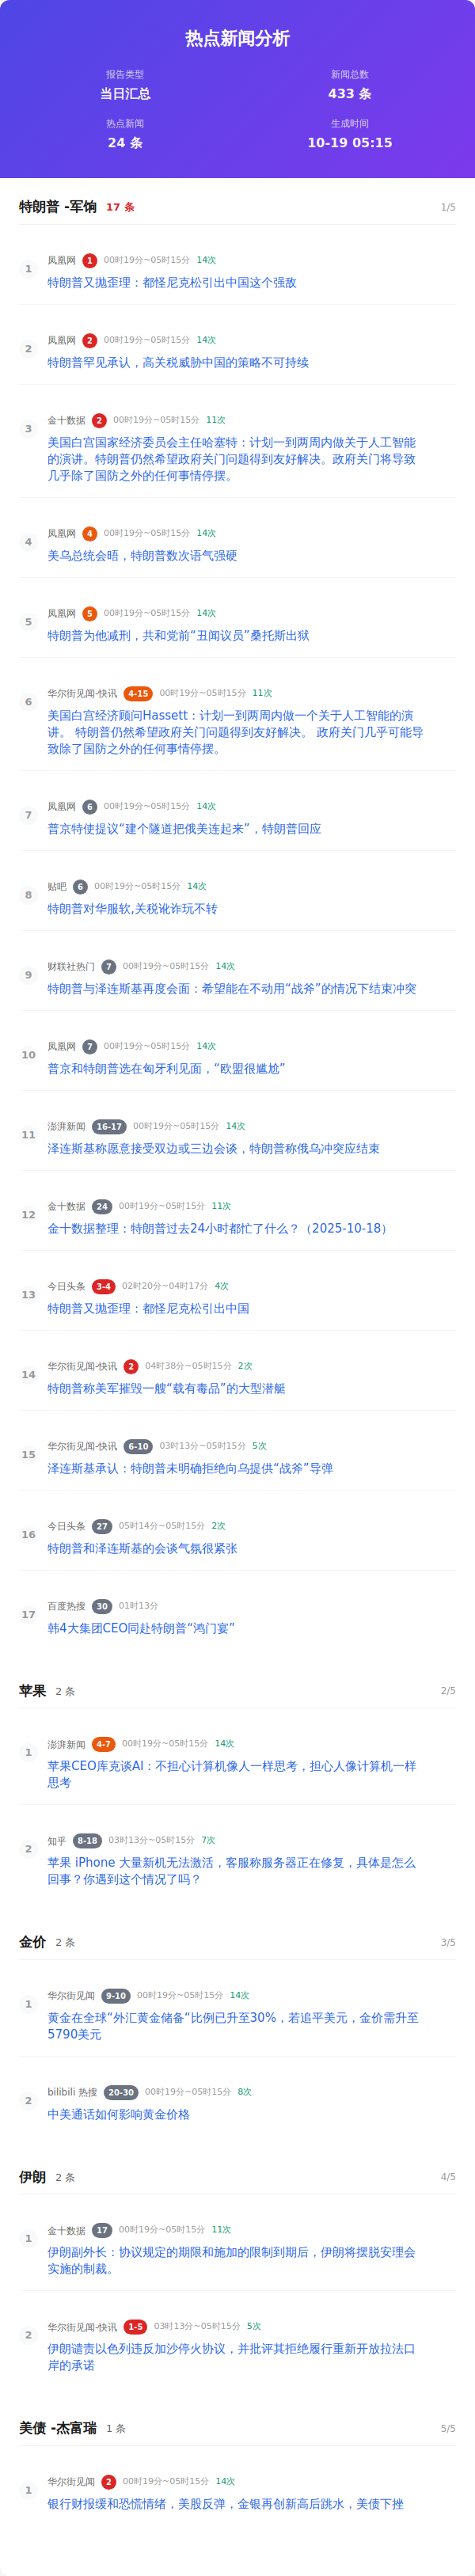 热点新闻分析
报告类型
当日汇总
新闻总数
433 条
热点新闻
24 条
生成时间
10-19 05:15
特朗普 -军饷 17 条 1/5
1
凤凰网 1 00时19分~05时15分 14次
特朗普又抛歪理：都怪尼克松引出中国这个强敌
2
凤凰网 2 00时19分~05时15分 14次
特朗普罕见承认，高关税威胁中国的策略不可持续
3
金十数据 2 00时19分~05时15分 11次
美国白宫国家经济委员会主任哈塞特：计划一到两周内做关于人工智能
的演讲。特朗普仍然希望政府关门问题得到友好解决。政府关门将导致
几乎除了国防之外的任何事情停摆。
4
凤凰网 4 00时19分~05时15分 14次
美乌总统会晤，特朗普数次语气强硬
5
凤凰网 5 00时19分~05时15分 14次
特朗普为他减刑，共和党前“丑闻议员”桑托斯出狱
6
华尔街见闻-快讯 4-15 00时19分~05时15分 11次
美国白宫经济顾问Hassett：计划一到两周内做一个关于人工智能的演
讲。 特朗普仍然希望政府关门问题得到友好解决。 政府关门几乎可能导
致除了国防之外的任何事情停摆。
7
凤凰网 6 00时19分~05时15分 14次
普京特使提议“建个隧道把俄美连起来”，特朗普回应
8
贴吧 6 00时19分~05时15分 14次
特朗普对华服软,关税讹诈玩不转
9
财联社热门 7 00时19分~05时15分 14次
特朗普与泽连斯基再度会面：希望能在不动用“战斧”的情况下结束冲突
10
凤凰网 7 00时19分~05时15分 14次
普京和特朗普选在匈牙利见面，“欧盟很尴尬”
11
澎湃新闻 16-17 00时19分~05时15分 14次
泽连斯基称愿意接受双边或三边会谈，特朗普称俄乌冲突应结束
12
金十数据 24 00时19分~05时15分 11次
金十数据整理：特朗普过去24小时都忙了什么？（2025-10-18）
13
今日头条 3-4 02时20分~04时17分 4次
特朗普又抛歪理：都怪尼克松引出中国
14
华尔街见闻-快讯 2 04时38分~05时15分 2次
特朗普称美军摧毁一艘“载有毒品”的大型潜艇
15
华尔街见闻-快讯 6-10 03时13分~05时15分 5次
泽连斯基承认：特朗普未明确拒绝向乌提供“战斧”导弹
16
今日头条 27 05时14分~05时15分 2次
特朗普和泽连斯基的会谈气氛很紧张
17
百度热搜 30 01时13分
韩4大集团CEO同赴特朗普“鸿门宴”
苹果 2 条 2/5
1
澎湃新闻 4-7 00时19分~05时15分 14次
苹果CEO库克谈AI：不担心计算机像人一样思考，担心人像计算机一样
思考
2
知乎 8-18 03时13分~05时15分 7次
苹果 iPhone 大量新机无法激活，客服称服务器正在修复，具体是怎么
回事？你遇到这个情况了吗？
金价 2 条 3/5
1
华尔街见闻 9-10 00时19分~05时15分 14次
黄金在全球“外汇黄金储备“比例已升至30%，若追平美元，金价需升至
5790美元
2
bilibili 热搜 20-30 00时19分~05时15分 8次
中美通话如何影响黄金价格
伊朗 2 条 4/5
1
金十数据 17 00时19分~05时15分 11次
伊朗副外长：协议规定的期限和施加的限制到期后，伊朗将摆脱安理会
实施的制裁。
2
华尔街见闻-快讯 1-5 03时13分~05时15分 5次
伊朗谴责以色列违反加沙停火协议，并批评其拒绝履行重新开放拉法口
岸的承诺
美债 -杰富瑞 1 条 5/5
1
华尔街见闻 2 00时19分~05时15分 14次
银行财报缓和恐慌情绪，美股反弹，金银再创新高后跳水，美债下挫